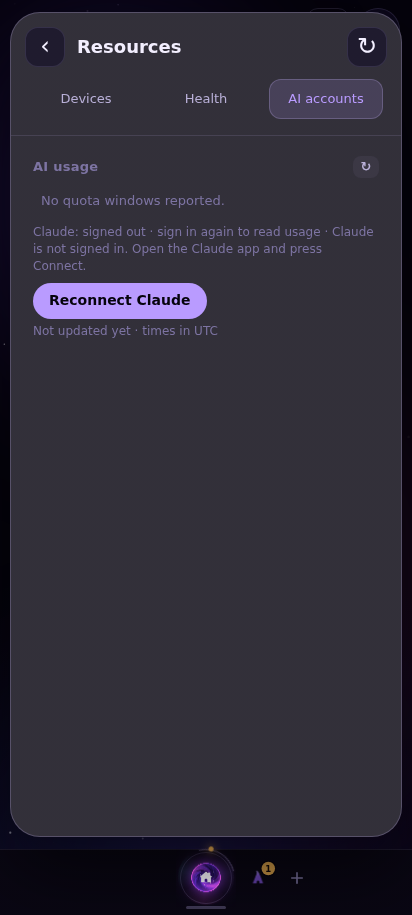 Resources
Devices
Health
AI accounts
AI usage
No quota windows reported.
Claude: signed out · sign in again to read usage · Claude
is not signed in. Open the Claude app and press
Connect.
Reconnect Claude
Not updated yet · times in UTC
1